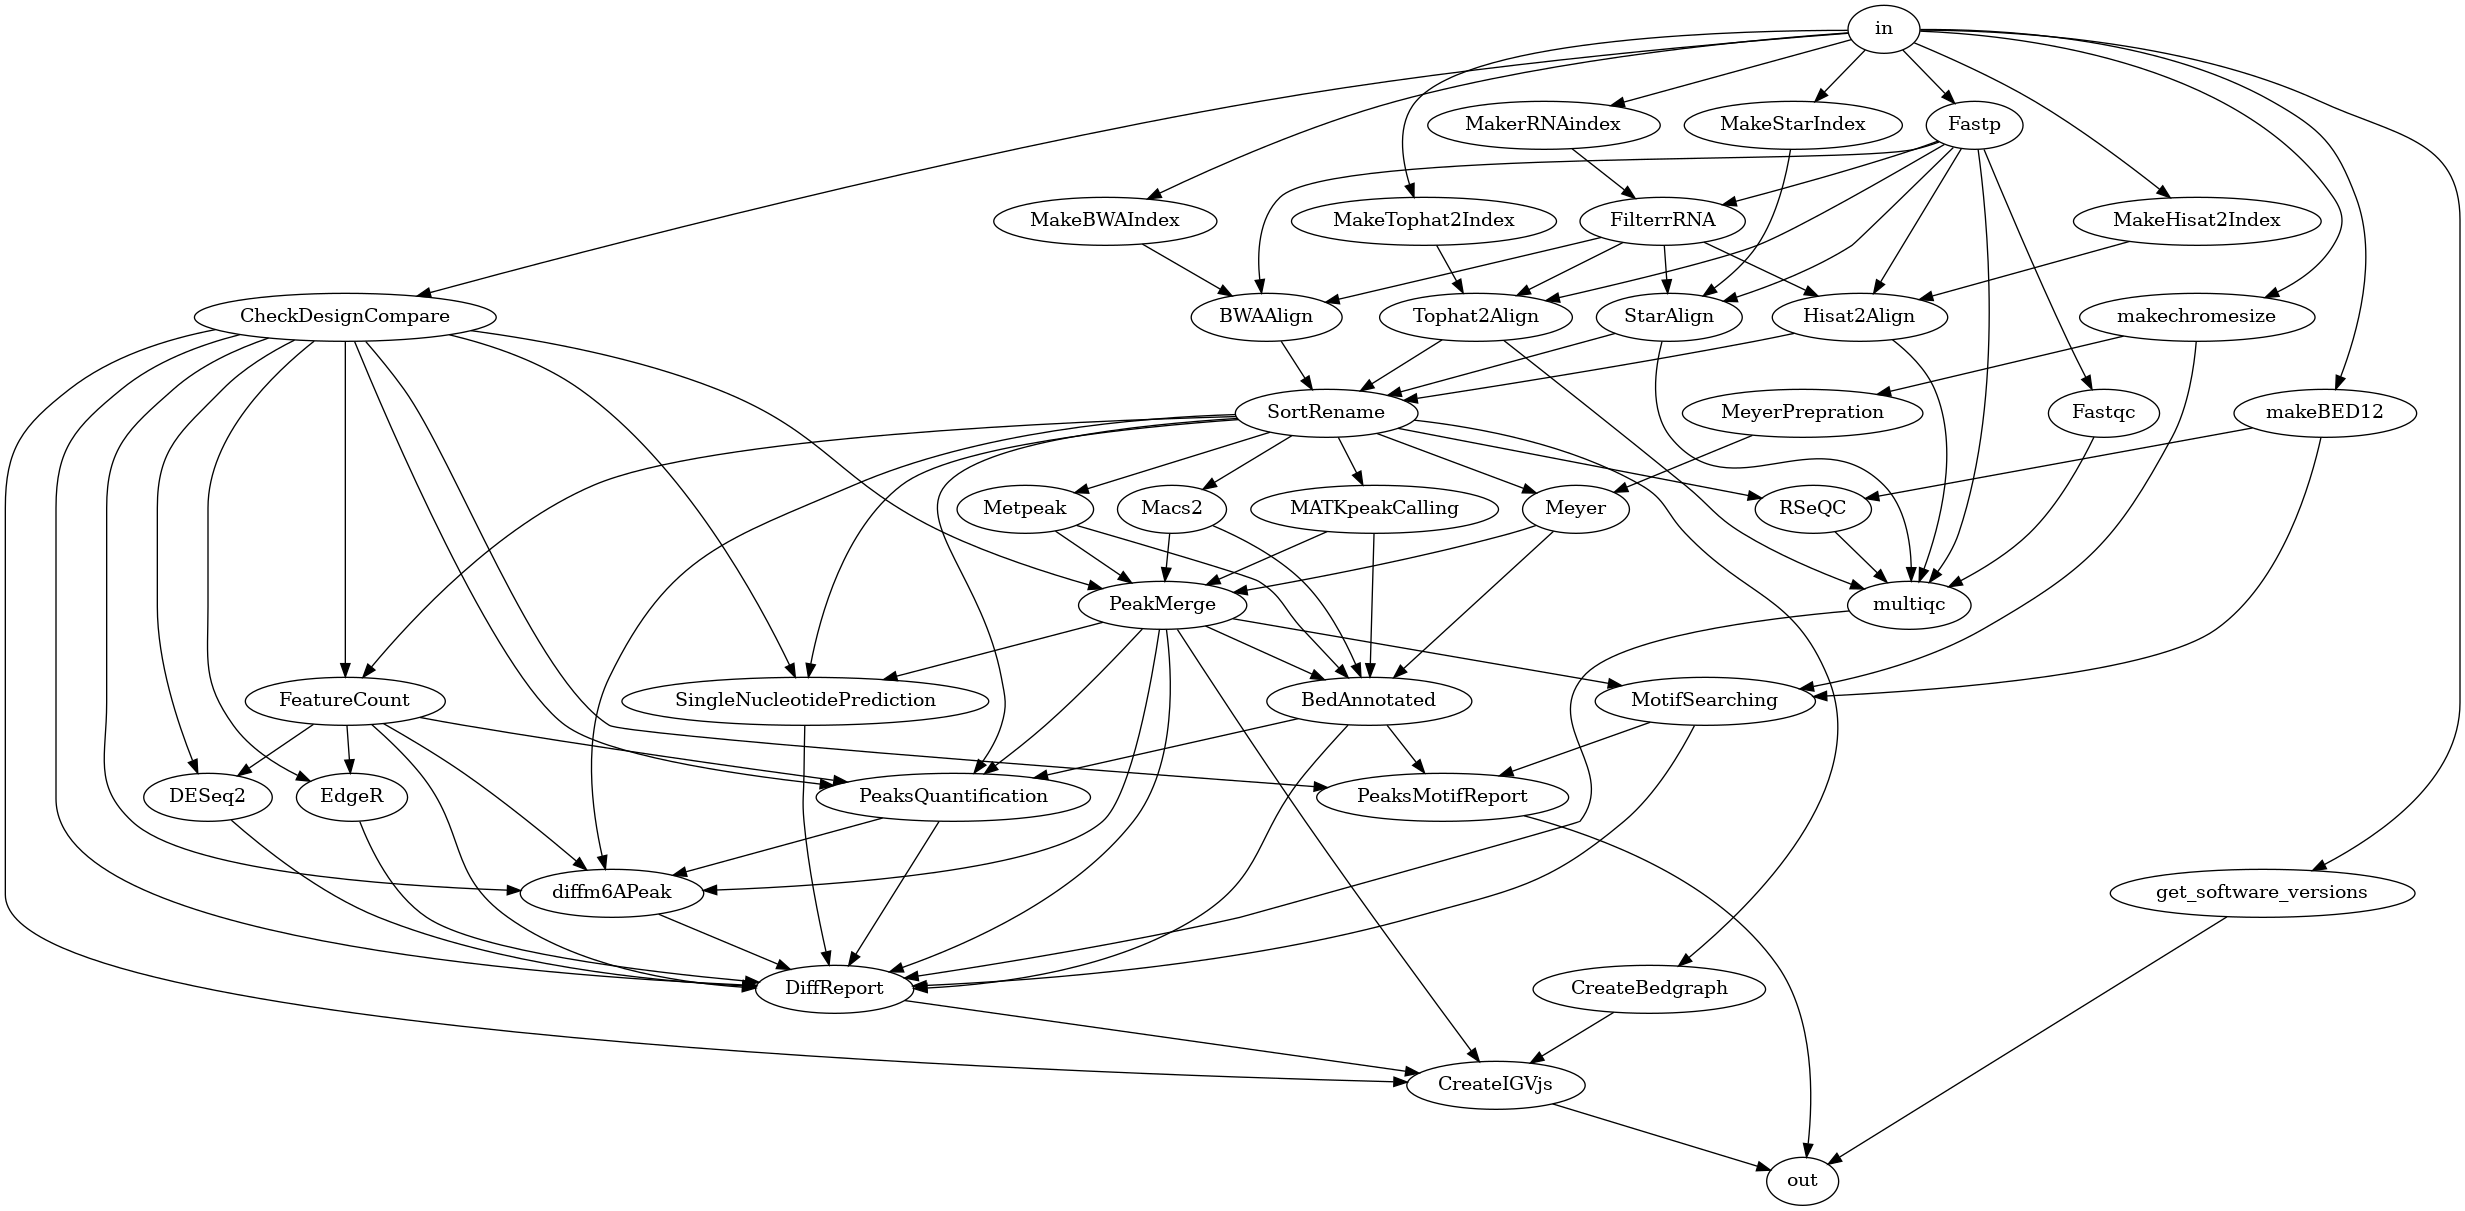 in
MakerRNAindex
MakeStarIndex
Fastp
MakeBWAIndex
MakeTophat2Index
FilterrRNA
MakeHisat2Index
CheckDesignCompare
BWAAlign
Tophat2Align
StarAlign
Hisat2Align
makechromesize
SortRename
MeyerPrepration
Fastqc
makeBED12
Metpeak
Macs2
MATKpeakCalling
Meyer
RSeQC
PeakMerge
multiqc
FeatureCount
SingleNucleotidePrediction
BedAnnotated
MotifSearching
DESeq2
EdgeR
PeaksQuantification
PeaksMotifReport
diffm6APeak
get_software_versions
DiffReport
CreateBedgraph
CreateIGVjs
out